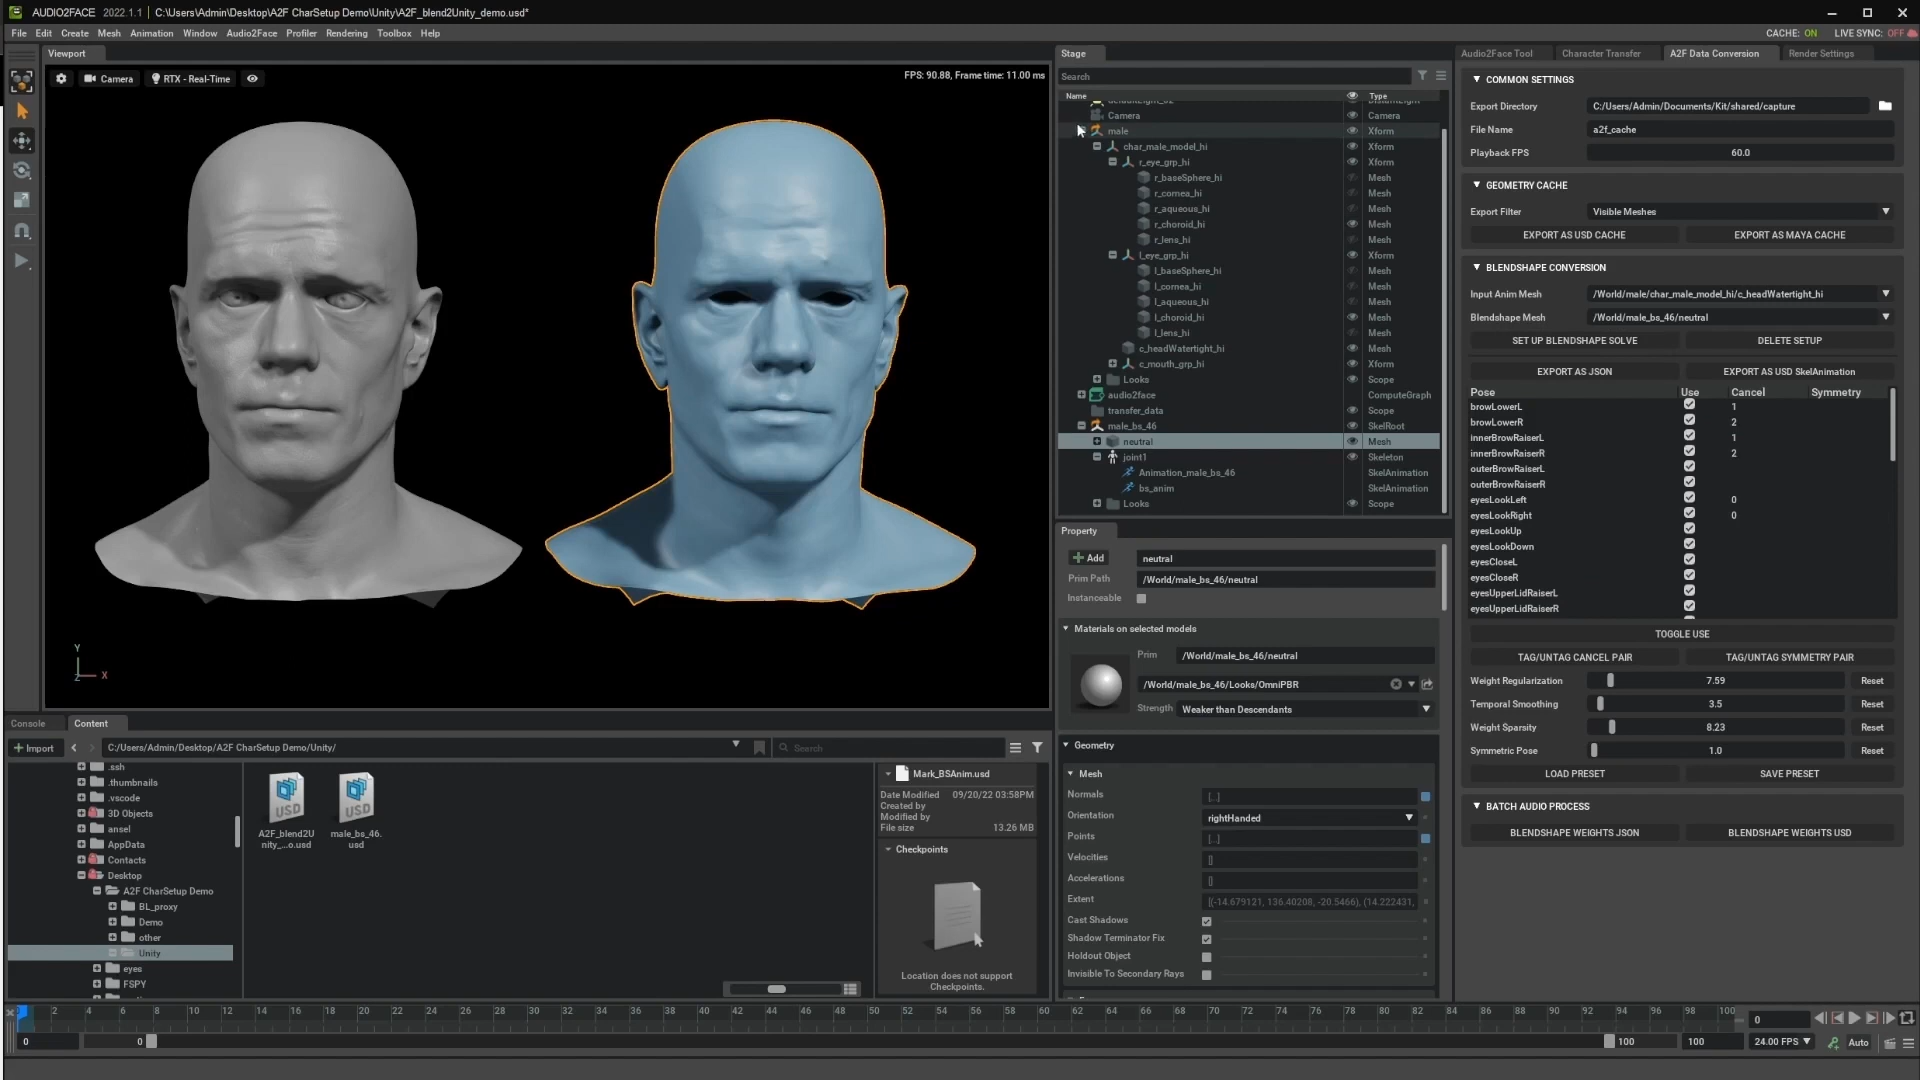 AUDIO2FACE 2022.1.1 | C:\Users\Admin\Desktop\A2F CharSetup Demo\Unity\A2F_blend2Unity_demo.usd*
File Edit Create Mesh Animation Window Audio2Face Profiler Rendering Toolbox Help
CACHE: ON LIVE SYNC: OFF
Viewport
Camera RTX - Real-Time
FPS: 90.88, Frame time: 11.00 ms
Y
X
Z
Stage
Search
Name Type
defaultLight_02 DistantLight
Camera Camera
male Xform
char_male_model_hi Xform
r_eye_grp_hi Xform
r_baseSphere_hi Mesh
r_cornea_hi Mesh
r_aqueous_hi Mesh
r_choroid_hi Mesh
r_lens_hi Mesh
l_eye_grp_hi Xform
l_baseSphere_hi Mesh
l_cornea_hi Mesh
l_aqueous_hi Mesh
l_choroid_hi Mesh
l_lens_hi Mesh
c_headWatertight_hi Mesh
c_mouth_grp_hi Xform
Looks Scope
audio2face ComputeGraph
transfer_data Scope
male_bs_46 SkelRoot
neutral Mesh
joint1 Skeleton
Animation_male_bs_46 SkelAnimation
bs_anim SkelAnimation
Looks Scope
Property
Add neutral
Prim Path /World/male_bs_46/neutral
Instanceable
Materials on selected models
Prim /World/male_bs_46/neutral
/World/male_bs_46/Looks/OmniPBR
Strength Weaker than Descendants
Geometry
Mesh
Normals [...]
Orientation rightHanded
Points [...]
Velocities []
Accelerations []
Extent [(-14.679121, 136.40208, -20.5466), (14.222431,
Cast Shadows
Shadow Terminator Fix
Holdout Object
Invisible To Secondary Rays
Audio2Face Tool Character Transfer A2F Data Conversion Render Settings
COMMON SETTINGS
Export Directory C:/Users/Admin/Documents/Kit/shared/capture
File Name a2f_cache
Playback FPS 60.0
GEOMETRY CACHE
Export Filter Visible Meshes
EXPORT AS USD CACHE EXPORT AS MAYA CACHE
BLENDSHAPE CONVERSION
Input Anim Mesh /World/male/char_male_model_hi/c_headWatertight_hi
Blendshape Mesh /World/male_bs_46/neutral
SET UP BLENDSHAPE SOLVE DELETE SETUP
EXPORT AS JSON EXPORT AS USD SkelAnimation
Pose Use Cancel Symmetry
browLowerL 1
browLowerR 2
innerBrowRaiserL 1
innerBrowRaiserR 2
outerBrowRaiserL
outerBrowRaiserR
eyesLookLeft 0
eyesLookRight 0
eyesLookUp
eyesLookDown
eyesCloseL
eyesCloseR
eyesUpperLidRaiserL
eyesUpperLidRaiserR
TOGGLE USE
TAG/UNTAG CANCEL PAIR TAG/UNTAG SYMMETRY PAIR
Weight Regularization 7.59 Reset
Temporal Smoothing 3.5 Reset
Weight Sparsity 8.23 Reset
Symmetric Pose 1.0 Reset
LOAD PRESET SAVE PRESET
BATCH AUDIO PROCESS
BLENDSHAPE WEIGHTS JSON BLENDSHAPE WEIGHTS USD
Console Content
Import C:/Users/Admin/Desktop/A2F CharSetup Demo/Unity/ Search
.ssh
.thumbnails
.vscode
3D Objects
ansel
AppData
Contacts
Desktop
A2F CharSetup Demo
BL_proxy
Demo
other
Unity
eyes
FSPY
USD USD
A2F_blend2U male_bs_46.
nity_...o.usd usd
Mark_BSAnim.usd
Date Modified 09/20/22 03:58PM
Created by
Modified by
File size 13.26 MB
Checkpoints
Location does not support
Checkpoints.
2 4 6 8 10 12 14 16 18 20 22 24 26 28 30 32 34 36 38 40 42 44 46 48 50 52 54 56 58 60 62 64 66 68 70 72 74 76 78 80 82 84 86 88 90 92 94 96 98 100
0
0 0 100 100 24.00 FPS Auto